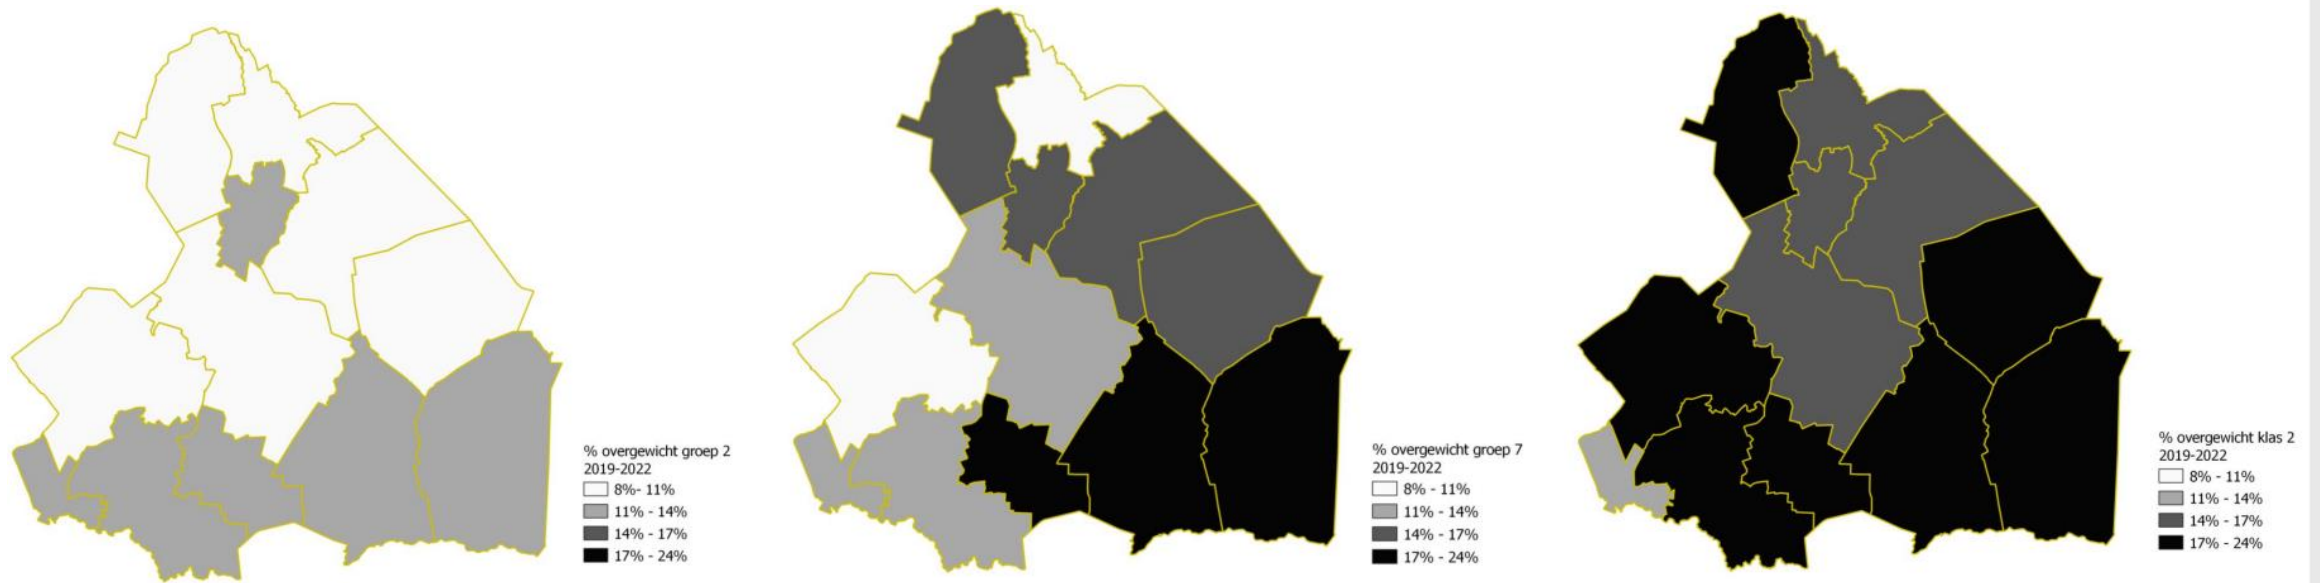 % overgewicht groep 2
2019-2022
8%- 11%
11% - 14%
14% - 17%
17% - 24%
% overgewicht groep 7
2019-2022
8% - 11%
11% - 14%
14% - 17%
17% - 24%
% overgewicht klas 2
2019-2022
8% - 11%
11% - 14%
14% - 17%
17% - 24%